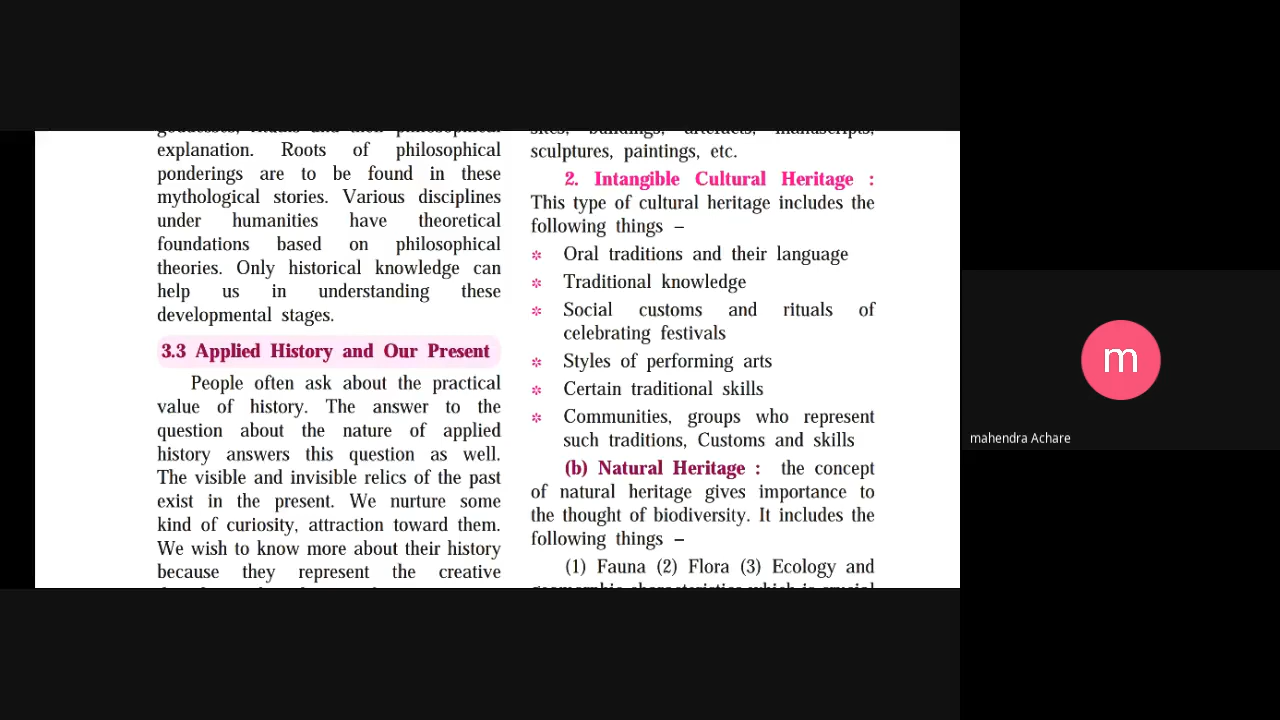 explanation. Roots of philosophical
ponderings are to be found in these
mythological stories. Various disciplines
under humanities have theoretical
foundations based on philosophical
theories. Only historical knowledge can
help us in understanding these
developmental stages.
3.3 Applied History and Our Present
People often ask about the practical
value of history. The answer to the
question about the nature of applied
history answers this question as well.
The visible and invisible relics of the past
exist in the present. We nurture some
kind of curiosity, attraction toward them.
We wish to know more about their history
because they represent the creative
sites, buildings, artefacts, manuscripts,
sculptures, paintings, etc.
2. Intangible Cultural Heritage :
This type of cultural heritage includes the
following things –
* Oral traditions and their language
* Traditional knowledge
* Social customs and rituals of
celebrating festivals
* Styles of performing arts
* Certain traditional skills
* Communities, groups who represent
such traditions, Customs and skills
(b) Natural Heritage : the concept
of natural heritage gives importance to
the thought of biodiversity. It includes the
following things –
(1) Fauna (2) Flora (3) Ecology and
m
mahendra Achare